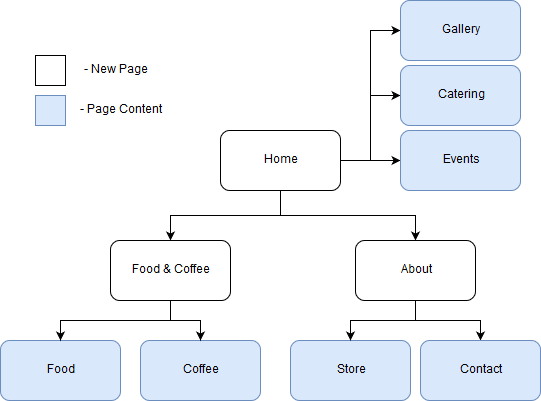 Gallery
- New Page
Catering
- Page Content
Home
Events
Food & Coffee
About
Food
Coffee
Store
Contact